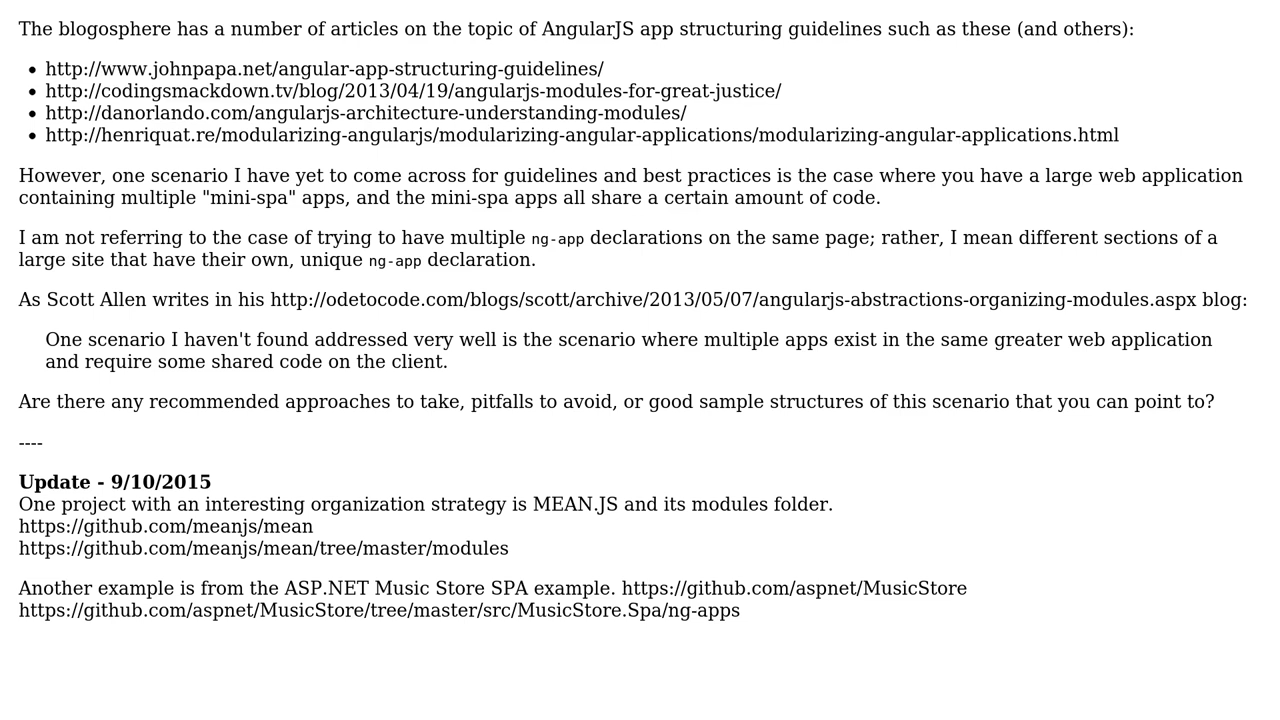 The blogosphere has a number of articles on the topic of AngularJS app structuring guidelines such as these (and others):
• http://www.johnpapa.net/angular-app-structuring-guidelines/
• http://codingsmackdown.tv/blog/2013/04/19/angularjs-modules-for-great-justice/
• http://danorlando.com/angularjs-architecture-understanding-modules/
• http://henriquat.re/modularizing-angularjs/modularizing-angular-applications/modularizing-angular-applications.html
However, one scenario I have yet to come across for guidelines and best practices is the case where you have a large web application
containing multiple "mini-spa" apps, and the mini-spa apps all share a certain amount of code.
I am not referring to the case of trying to have multiple ng-app declarations on the same page; rather, I mean different sections of a
large site that have their own, unique ng-app declaration.
As Scott Allen writes in his http://odetocode.com/blogs/scott/archive/2013/05/07/angularjs-abstractions-organizing-modules.aspx blog:
One scenario I haven't found addressed very well is the scenario where multiple apps exist in the same greater web application
and require some shared code on the client.
Are there any recommended approaches to take, pitfalls to avoid, or good sample structures of this scenario that you can point to?
----
Update - 9/10/2015
One project with an interesting organization strategy is MEAN.JS and its modules folder.
https://github.com/meanjs/mean
https://github.com/meanjs/mean/tree/master/modules
Another example is from the ASP.NET Music Store SPA example. https://github.com/aspnet/MusicStore
https://github.com/aspnet/MusicStore/tree/master/src/MusicStore.Spa/ng-apps